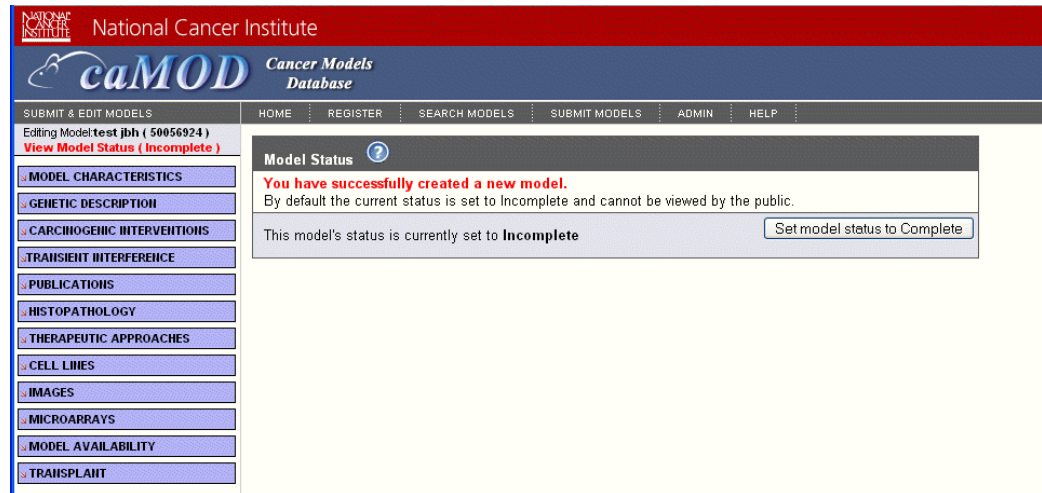 NATIONAL CANCER INSTITUTE
National Cancer Institute
caMOD
Cancer Models
Database
SUBMIT & EDIT MODELS
HOME
REGISTER
SEARCH MODELS
SUBMIT MODELS
ADMIN
HELP
Editing Model:test jbh ( 50056924 )
View Model Status ( Incomplete )
MODEL CHARACTERISTICS
GENETIC DESCRIPTION
CARCINOGENIC INTERVENTIONS
TRANSIENT INTERFERENCE
PUBLICATIONS
HISTOPATHOLOGY
THERAPEUTIC APPROACHES
CELL LINES
IMAGES
MICROARRAYS
MODEL AVAILABILITY
TRANSPLANT
Model Status ?
You have successfully created a new model.
By default the current status is set to Incomplete and cannot be viewed by the public.
This model's status is currently set to Incomplete
Set model status to Complete